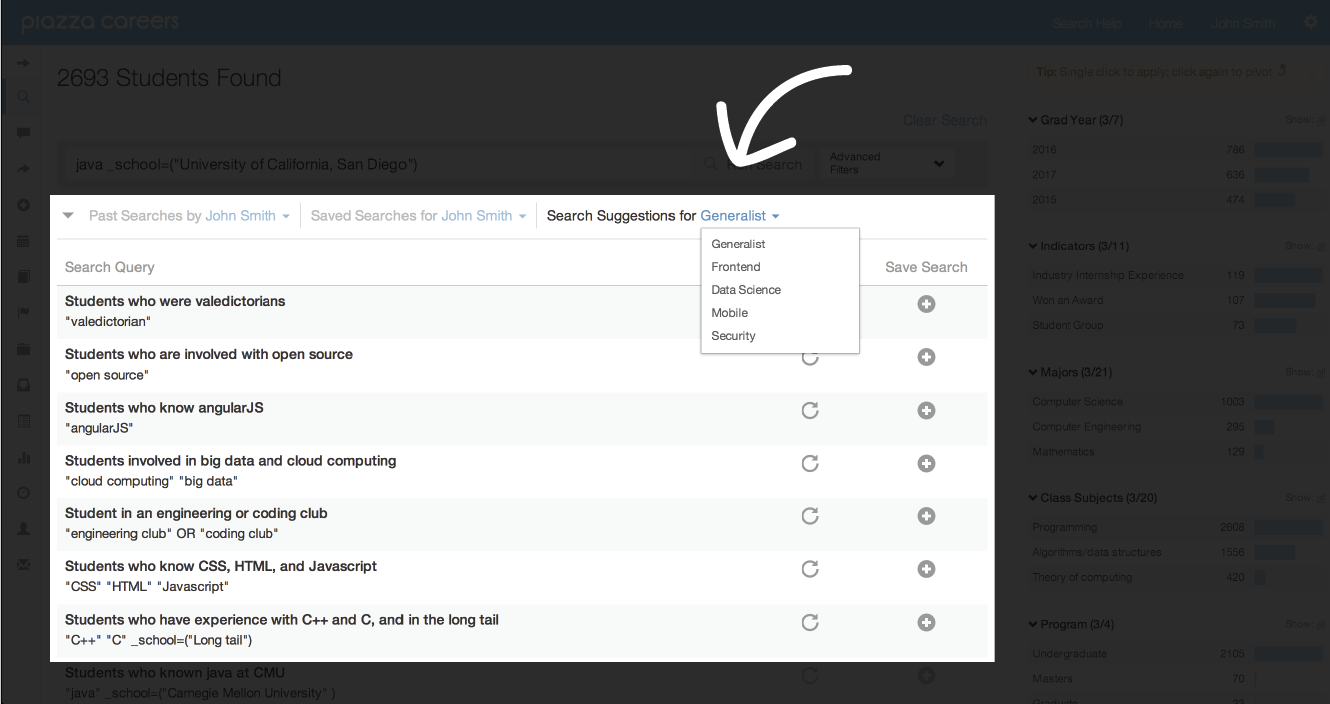 piazza careers
Search Help Home John Smith
2693 Students Found
Tip: Single click to apply; click again to pivot
Clear Search
java _school=("University of California, San Diego")
Search
Advanced
Filters
Past Searches by John Smith
Saved Searches for John Smith
Search Suggestions for Generalist
Generalist
Frontend
Data Science
Mobile
Security
Search Query
Save Search
Students who were valedictorians
"valedictorian"
Students who are involved with open source
"open source"
Students who know angularJS
"angularJS"
Students involved in big data and cloud computing
"cloud computing" "big data"
Student in an engineering or coding club
"engineering club" OR "coding club"
Students who know CSS, HTML, and Javascript
"CSS" "HTML" "Javascript"
Students who have experience with C++ and C, and in the long tail
"C++" "C" _school=("Long tail")
Students who known java at CMU
"java" _school=("Carnegie Mellon University" )
Grad Year (3/7) Show:
2016 786
2017 636
2015 474
Indicators (3/11) Show:
Industry Internship Experience 119
Won an Award 107
Student Group 73
Majors (3/21) Show:
Computer Science 1003
Computer Engineering 295
Mathematics 129
Class Subjects (3/20) Show:
Programming 2608
Algorithms/data structures 1556
Theory of computing 420
Program (3/4) Show:
Undergraduate 2105
Masters 70